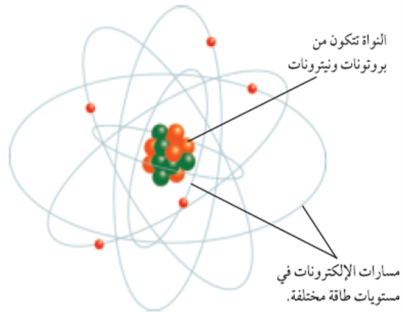 النواة تتكون من
بروتونات ونيترونات
مسارات الإلكترونات في
مستويات طاقة مختلفة.